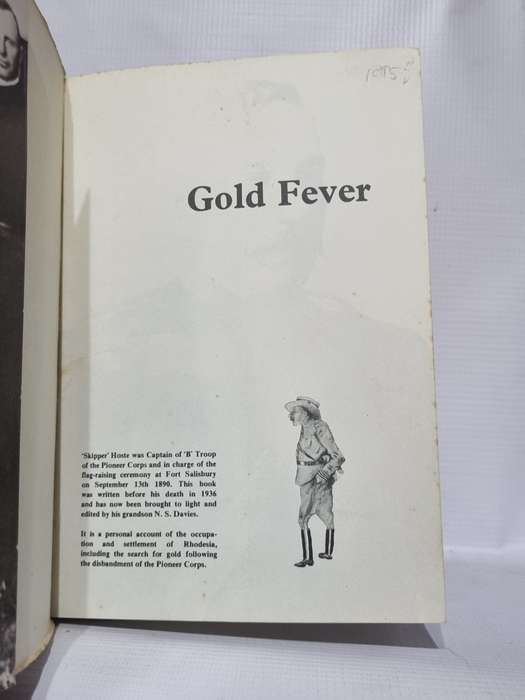 Gold Fever
'Skipper' Hoste was Captain of 'B' Troop
of the Pioneer Corps and in charge of the
flag-raising ceremony at Fort Salisbury
on September 13th 1890. This book
was written before his death in 1936
and has now been brought to light and
edited by his grandson N. S. Davies.
It is a personal account of the occupa-
tion and settlement of Rhodesia,
including the search for gold following
the disbandment of the Pioneer Corps.